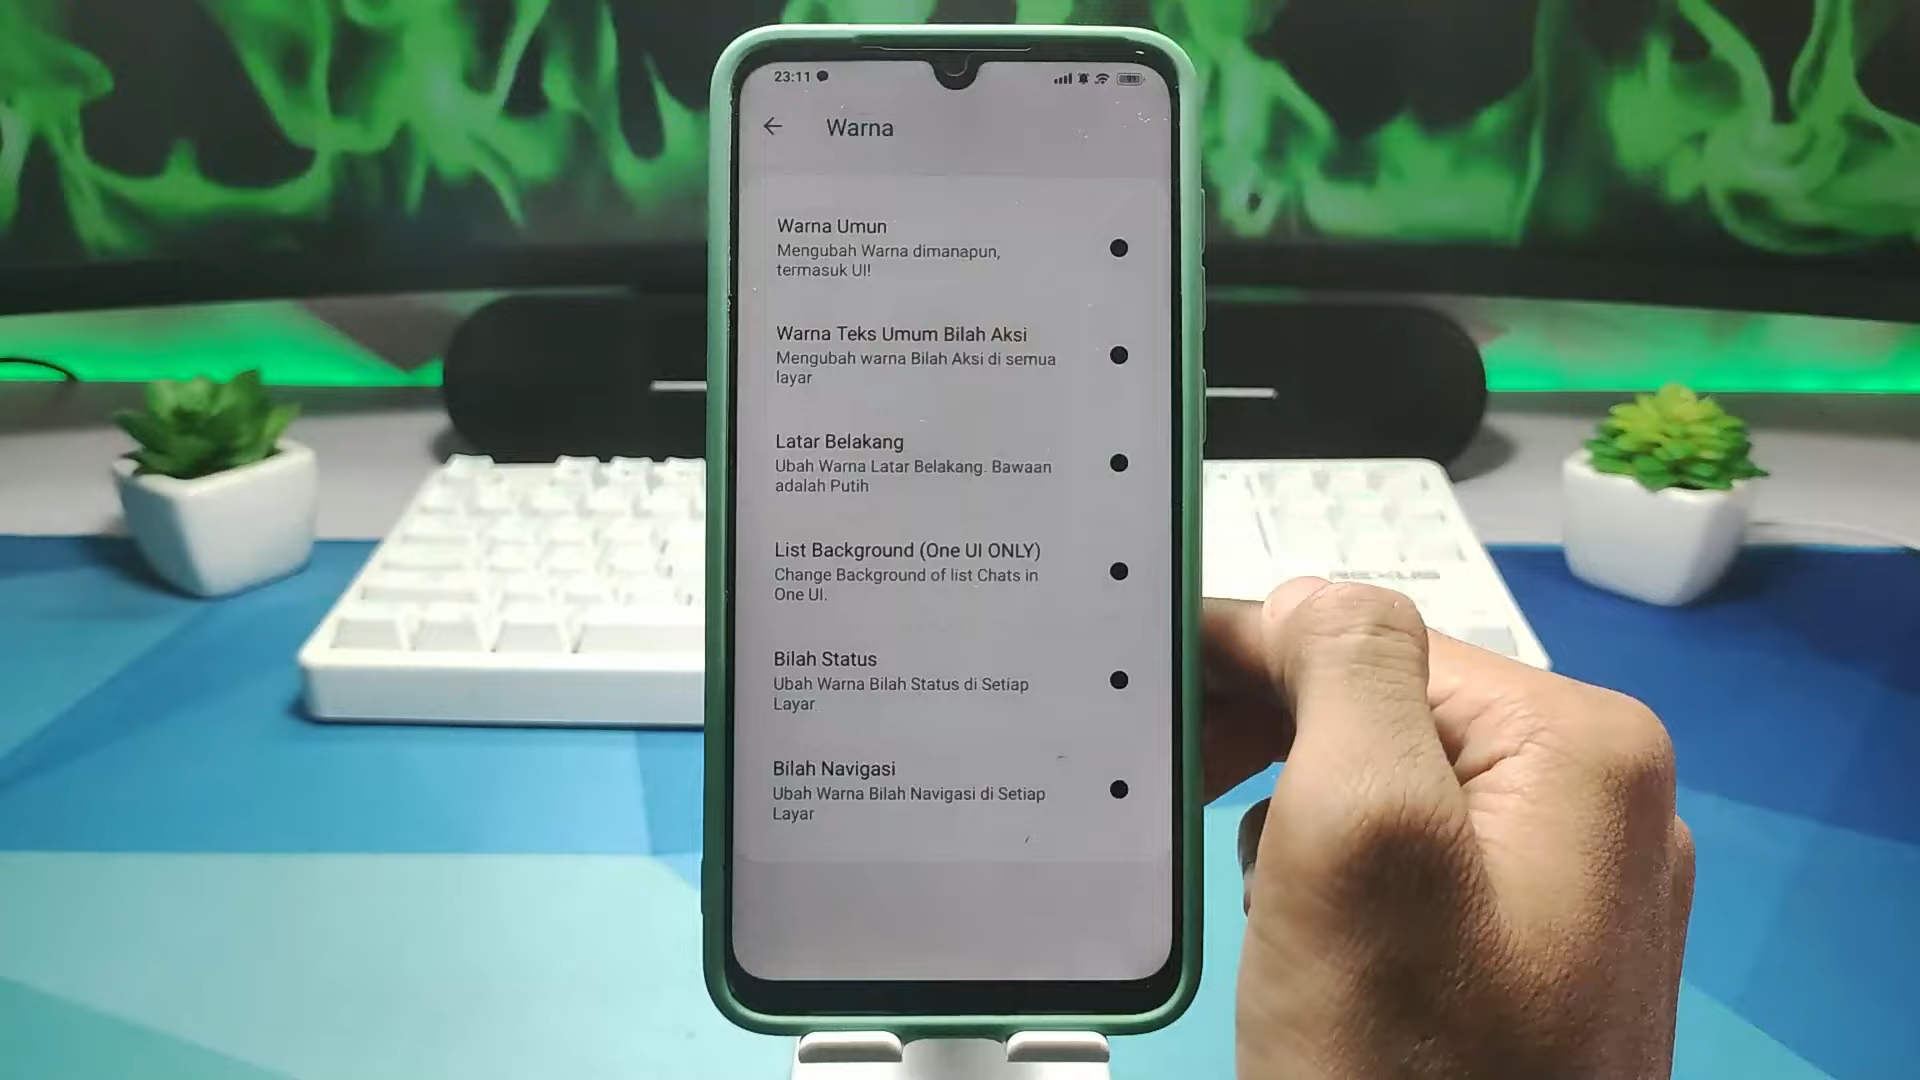 23:11
Warna
Warna Umun
Mengubah Warna dimanapun,
termasuk UI!
Warna Teks Umum Bilah Aksi
Mengubah warna Bilah Aksi di semua
layar
Latar Belakang
Ubah Warna Latar Belakang. Bawaan
adalah Putih
List Background (One UI ONLY)
Change Background of list Chats in
One UI.
Bilah Status
Ubah Warna Bilah Status di Setiap
Layar
Bilah Navigasi
Ubah Warna Bilah Navigasi di Setiap
Layar